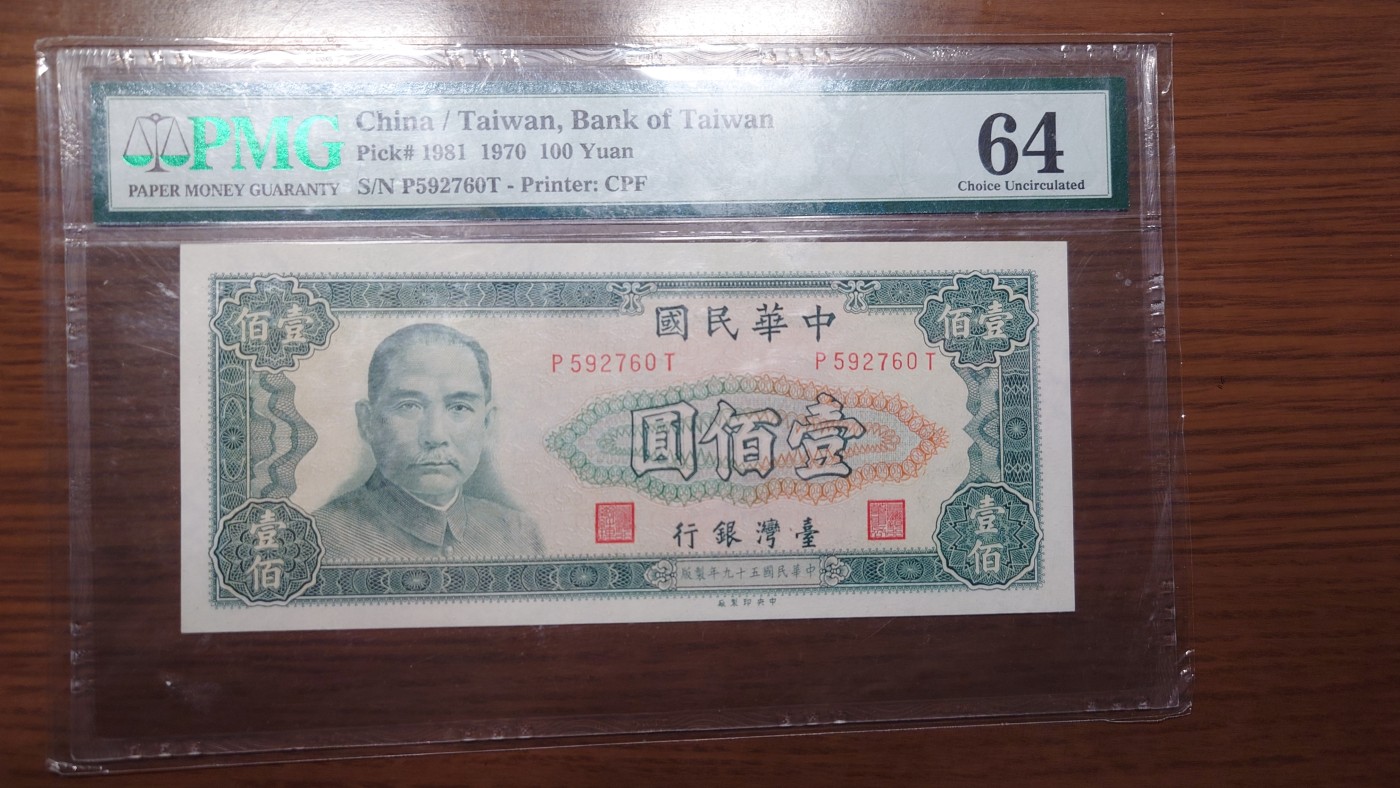 PMG
PAPER MONEY GUARANTY
China / Taiwan, Bank of Taiwan
Pick# 1981 1970 100 Yuan
S/N P592760T - Printer: CPF
64
Choice Uncirculated
壹佰
壹佰
中華民國
P592760T
P592760T
壹佰圓
臺灣銀行
壹佰
壹佰
中華民國五十九年製版
中央印製廠